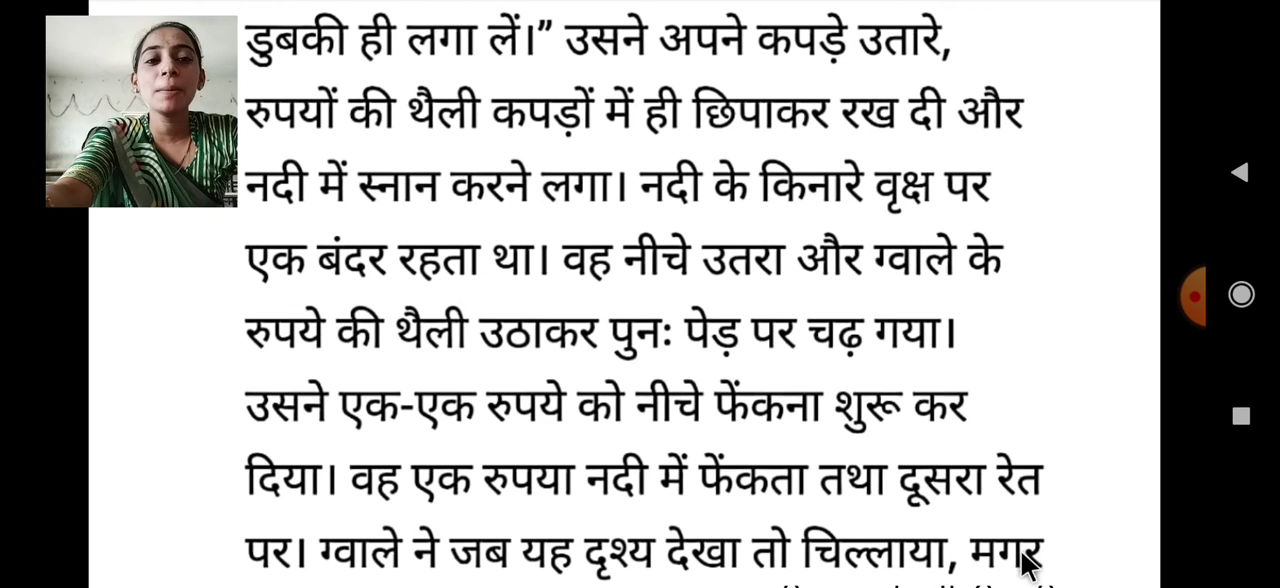 डुबकी ही लगा लें।” उसने अपने कपड़े उतारे,
रुपयों की थैली कपड़ों में ही छिपाकर रख दी और
नदी में स्नान करने लगा। नदी के किनारे वृक्ष पर
एक बंदर रहता था। वह नीचे उतरा और ग्वाले के
रुपये की थैली उठाकर पुनः पेड़ पर चढ़ गया।
उसने एक-एक रुपये को नीचे फेंकना शुरू कर
दिया। वह एक रुपया नदी में फेंकता तथा दूसरा रेत
पर। ग्वाले ने जब यह दृश्य देखा तो चिल्लाया, मगर